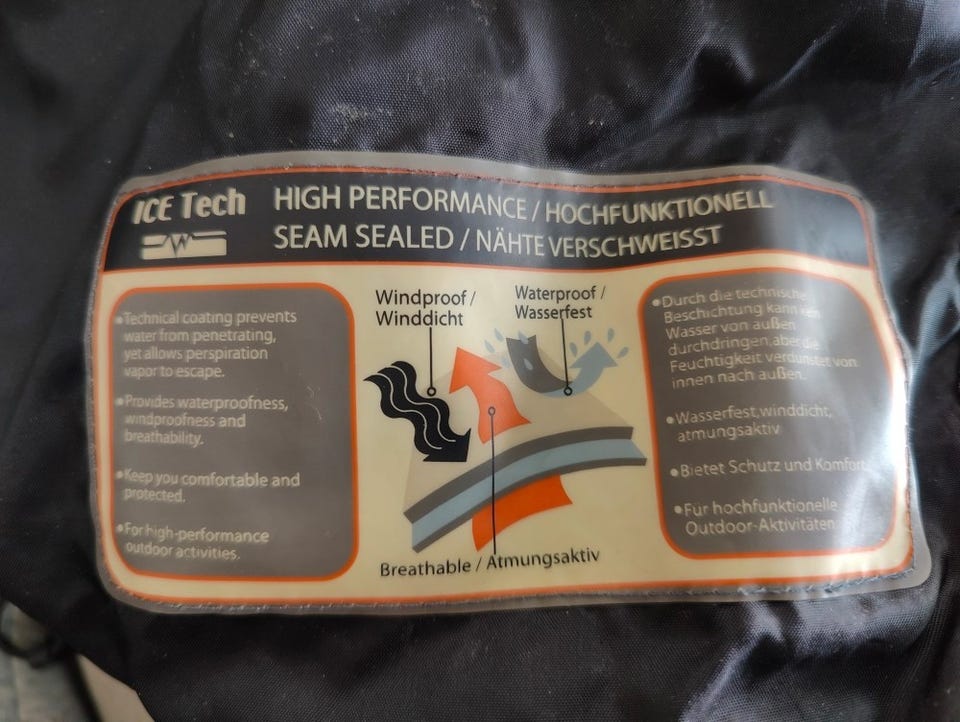 ICE Tech
HIGH PERFORMANCE / HOCHFUNKTIONELL
SEAM SEALED / NÄHTE VERSCHWEISST
•Technical coating prevents
water from penetrating,
yet allows perspiration
vapor to escape.
•Provides waterproofness,
windproofness and
breathability.
•Keep you comfortable and
protected.
•For high-performance
outdoor activities.
Windproof /
Winddicht
Waterproof /
Wasserfest
Breathable / Atmungsaktiv
•Durch die technische
Beschichtung kann kein
Wasser von außen
durchdringen,aber die
Feuchtigkeit verdunstet von
innen nach außen.
•Wasserfest,winddicht,
atmungsaktiv
•Bietet Schutz und Komfort
•Für hochfunktionelle
Outdoor-Aktivitäten